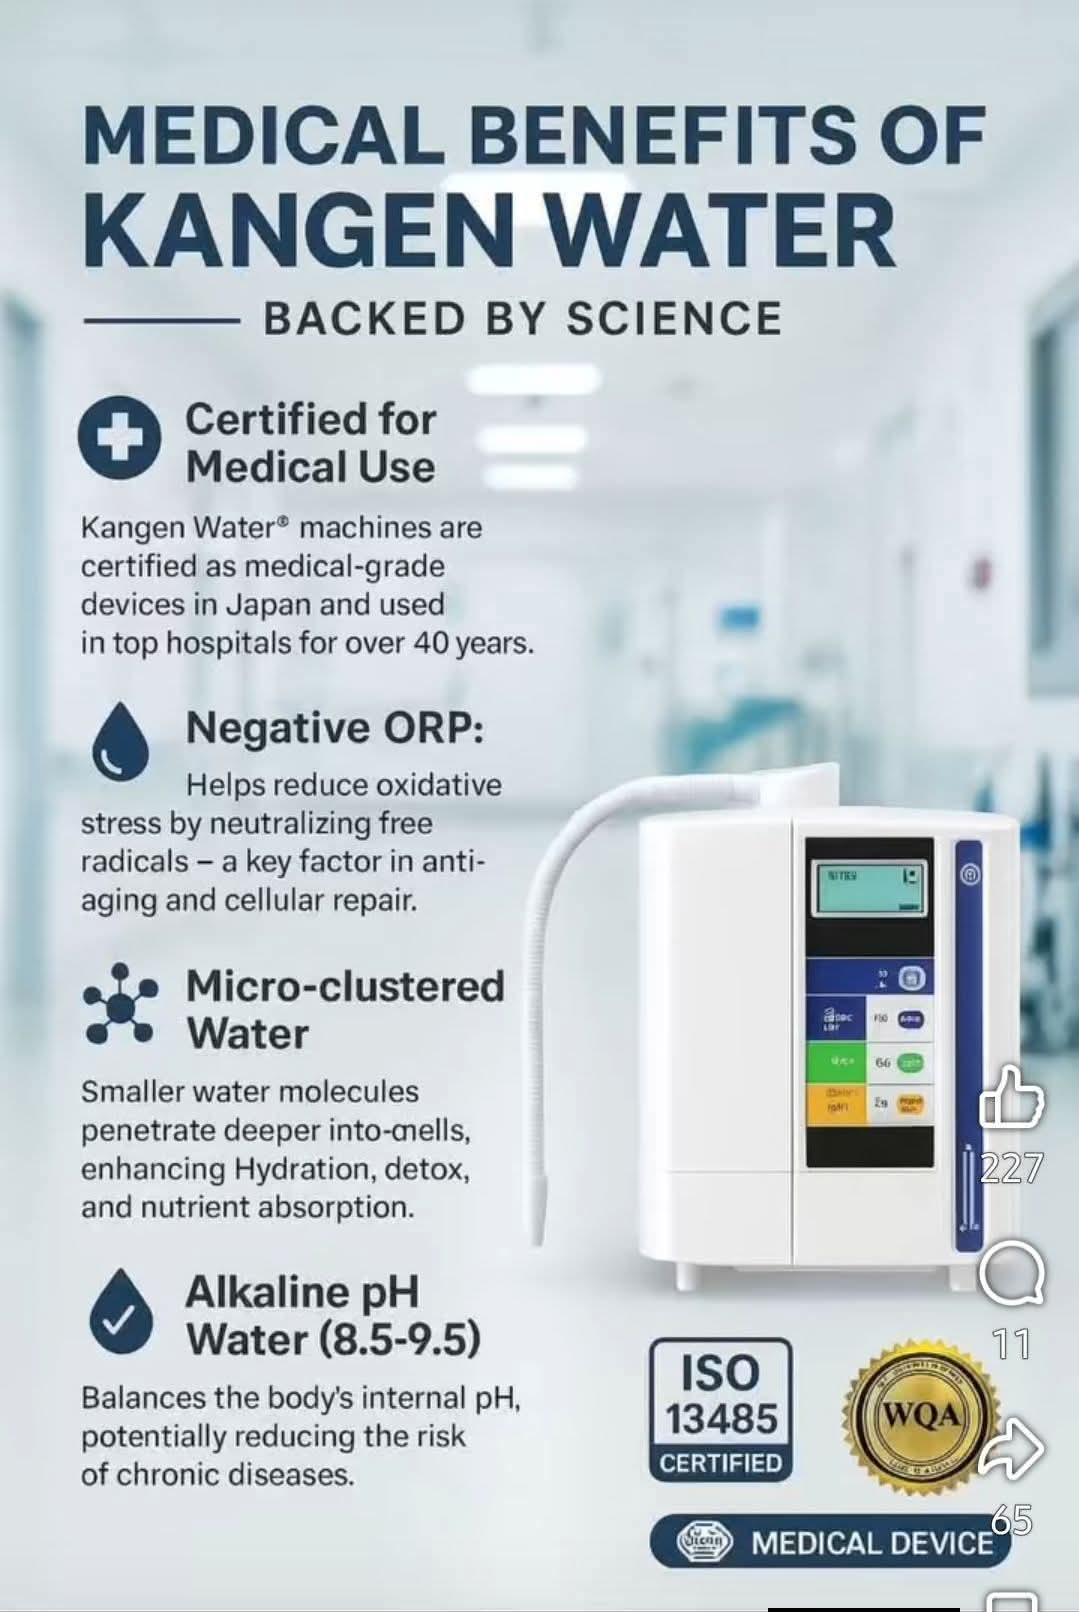 MEDICAL BENEFITS OF
KANGEN WATER
BACKED BY SCIENCE
Certified for
Medical Use
Kangen Water® machines are
certified as medical-grade
devices in Japan and used
in top hospitals for over 40 years.
Negative ORP:
Helps reduce oxidative
stress by neutralizing free
radicals – a key factor in anti-
aging and cellular repair.
Micro-clustered
Water
Smaller water molecules
penetrate deeper
enhancing Hydration, detox,
and nutrient absorption.
Alkaline pH
Water (8.5-9.5)
Balances the body's internal pH,
potentially reducing the risk
of chronic diseases.
ISO
13485
CERTIFIED
WQA
MEDICAL DEVICE
227
11
65